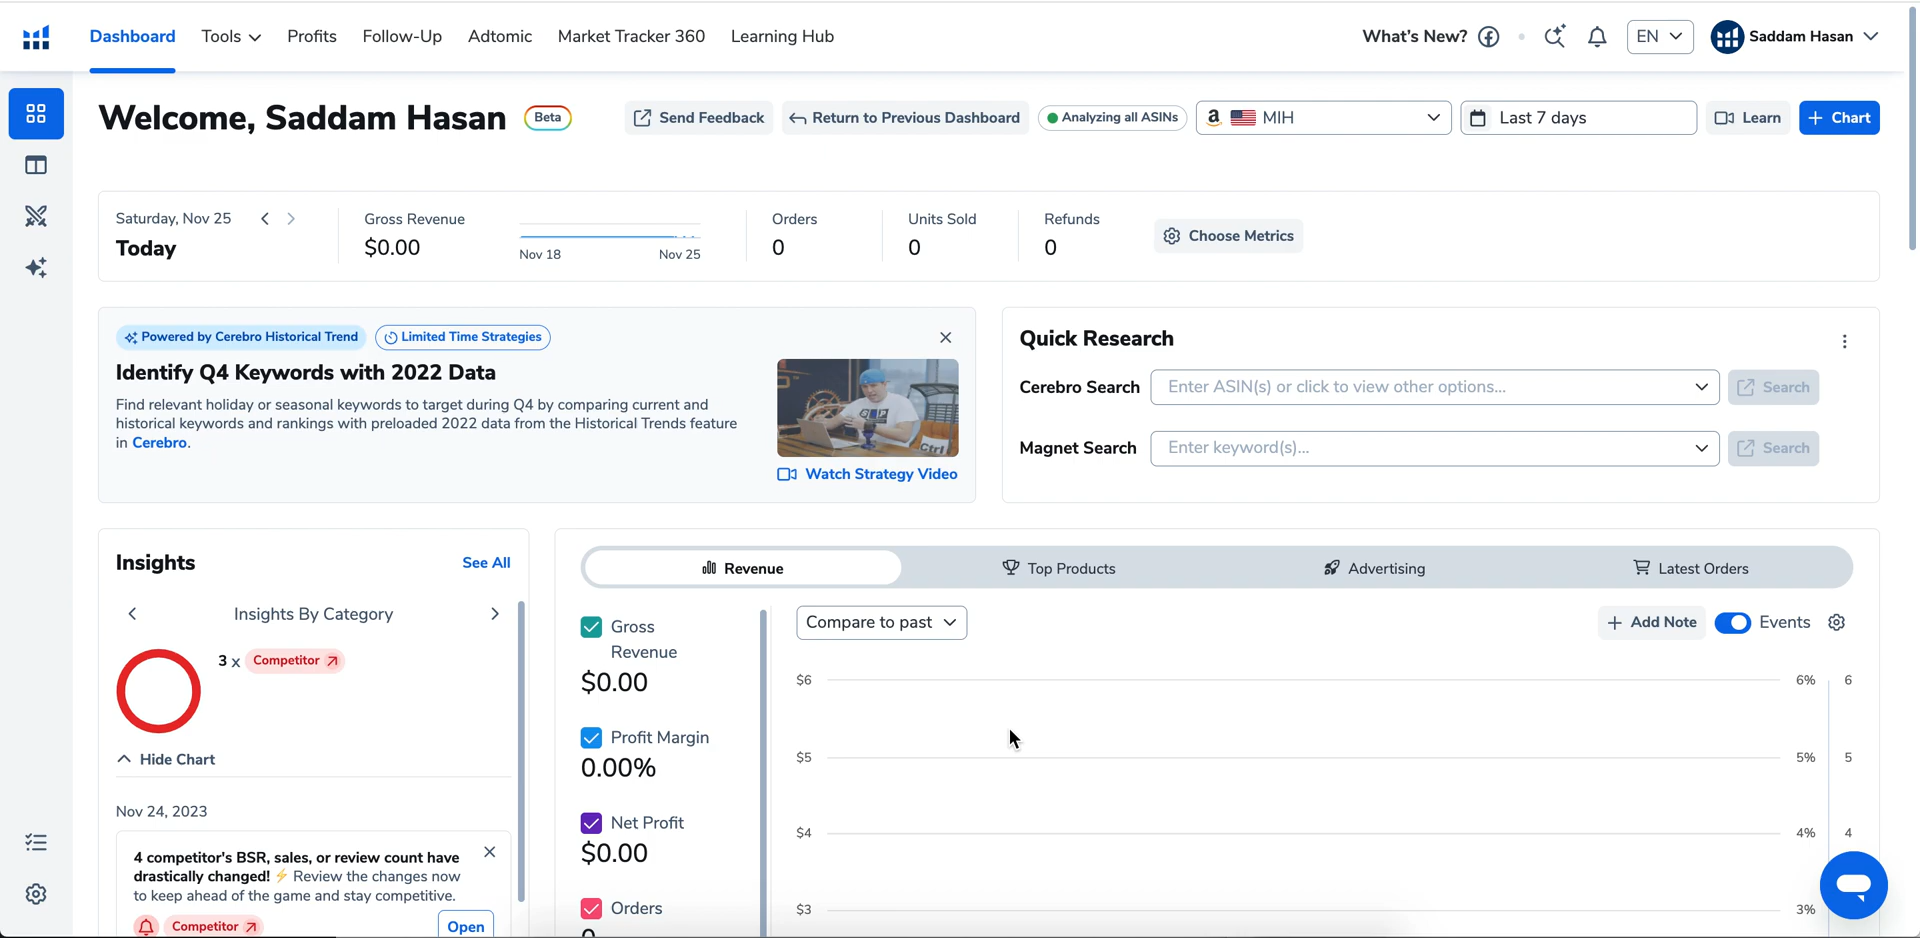 Dashboard
Tools
Profits
Follow-Up
Adtomic
Market Tracker 360
Learning Hub
What's New?
EN
Saddam Hasan
Welcome, Saddam Hasan
Beta
Send Feedback
Return to Previous Dashboard
Analyzing all ASINs
a
MIH
Last 7 days
Learn
+ Chart
Saturday, Nov 25
Today
Gross Revenue
$0.00
Nov 18
Nov 25
Orders
0
Units Sold
0
Refunds
0
Choose Metrics
Powered by Cerebro Historical Trend
Limited Time Strategies
Identify Q4 Keywords with 2022 Data
Find relevant holiday or seasonal keywords to target during Q4 by comparing current and
historical keywords and rankings with preloaded 2022 data from the Historical Trends feature
in Cerebro.
Ctrl
Watch Strategy Video
Quick Research
Cerebro Search
Enter ASIN(s) or click to view other options...
Search
Magnet Search
Enter keyword(s)...
Search
Insights
See All
Insights By Category
3 x Competitor
Hide Chart
Nov 24, 2023
4 competitor's BSR, sales, or review count have
drastically changed! ⚡ Review the changes now
to keep ahead of the game and stay competitive.
Competitor
Open
Revenue
Top Products
Advertising
Latest Orders
Gross
Revenue
$0.00
Profit Margin
0.00%
Net Profit
$0.00
Orders
0
Compare to past
+ Add Note
Events
$6
6%
6
$5
5%
5
$4
4%
4
$3
3%